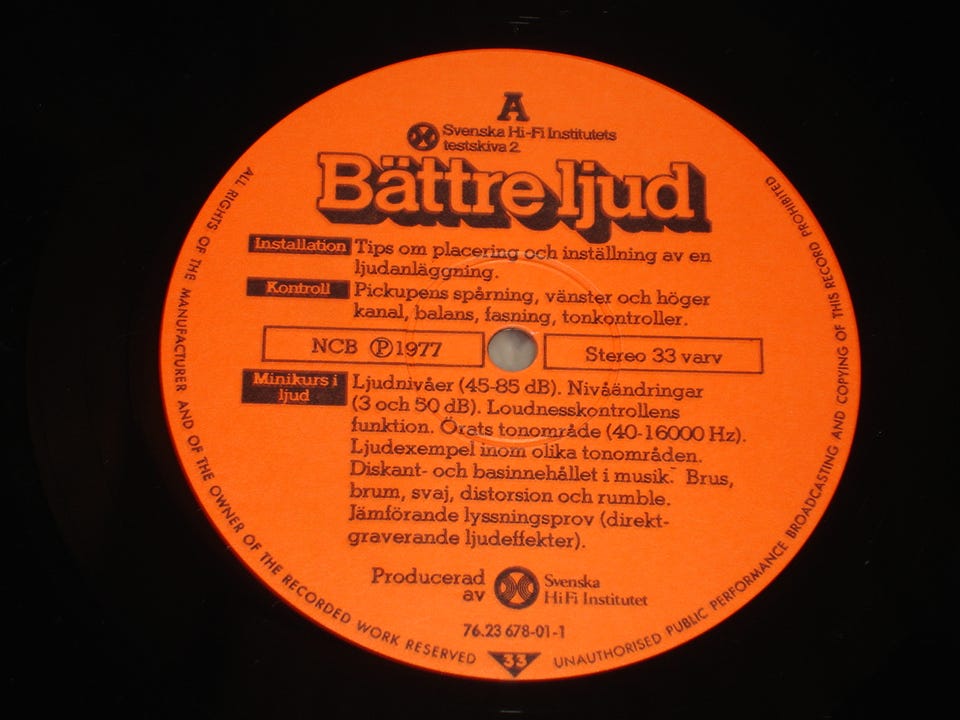 A
Svenska Hi-Fi Institutets
testskiva 2.
Bättre ljud
Installation Tips om placering och inställning av en
ljudanläggning.
Kontroll Pickupens spårning, vänster och höger
kanal, balans, fasning, tonkontroller.
NCB Ⓟ 1977 Stereo 33 varv
Minikurs i
ljud
Ljudnivåer (45-85 dB). Nivåändringar
(3 och 50 dB). Loudnesskontrollens
funktion. Örats tonområde (40-16000 Hz).
Ljudexempel inom olika tonområden.
Diskant- och basinnehållet i musik. Brus,
brum, svaj, distorsion och rumble.
Jämförande lyssningsprov (direkt-
graverande ljudeffekter).
Producerad
av
Svenska
HiFi Institutet
76.23 678-01-1
33
ALL RIGHTS OF THE MANUFACTURER AND OF THE OWNER OF THE RECORDED WORK RESERVED
UNAUTHORISED PUBLIC PERFORMANCE BROADCASTING AND COPYING OF THIS RECORD PROHIBITED